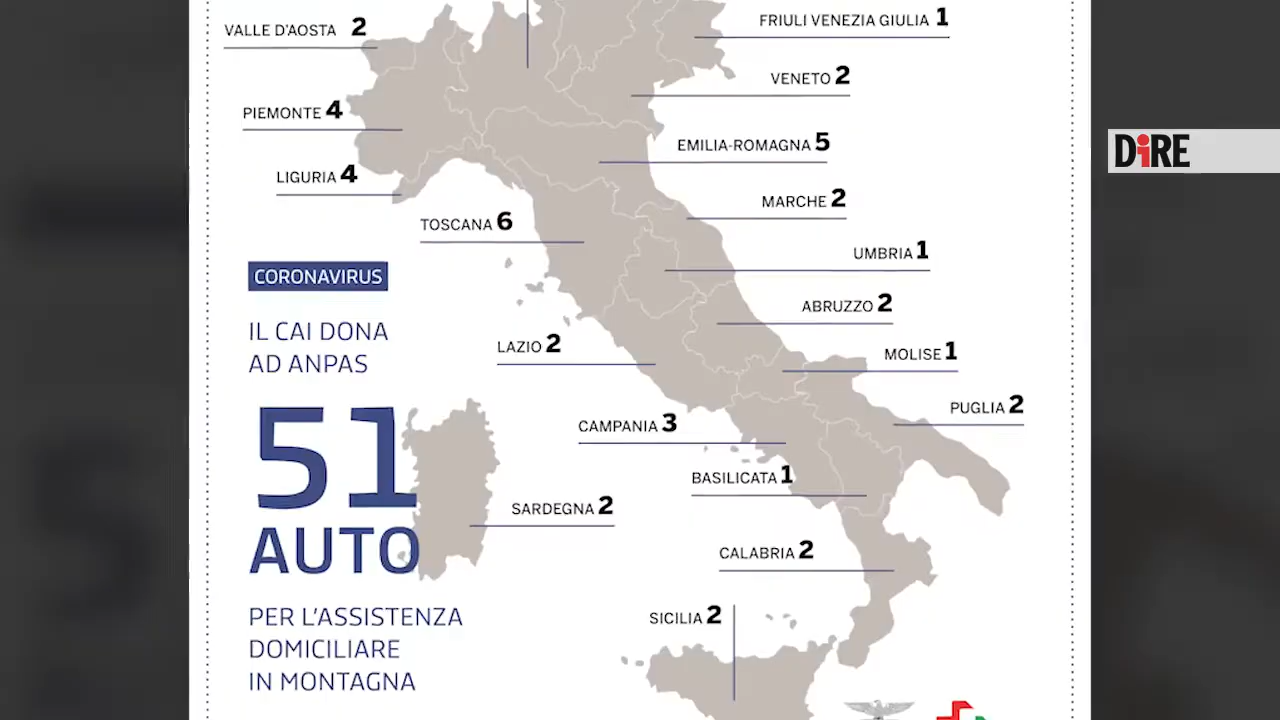 VALLE D'AOSTA 2
FRIULI VENEZIA GIULIA 1
VENETO 2
PIEMONTE 4
EMILIA-ROMAGNA 5
DiRE
LIGURIA 4
MARCHE 2
TOSCANA 6
UMBRIA 1
CORONAVIRUS
ABRUZZO 2
IL CAI DONA
AD ANPAS
LAZIO 2
MOLISE 1
PUGLIA 2
51
AUTO
CAMPANIA 3
BASILICATA 1
SARDEGNA 2
CALABRIA 2
PER L'ASSISTENZA
DOMICILIARE
IN MONTAGNA
SICILIA 2